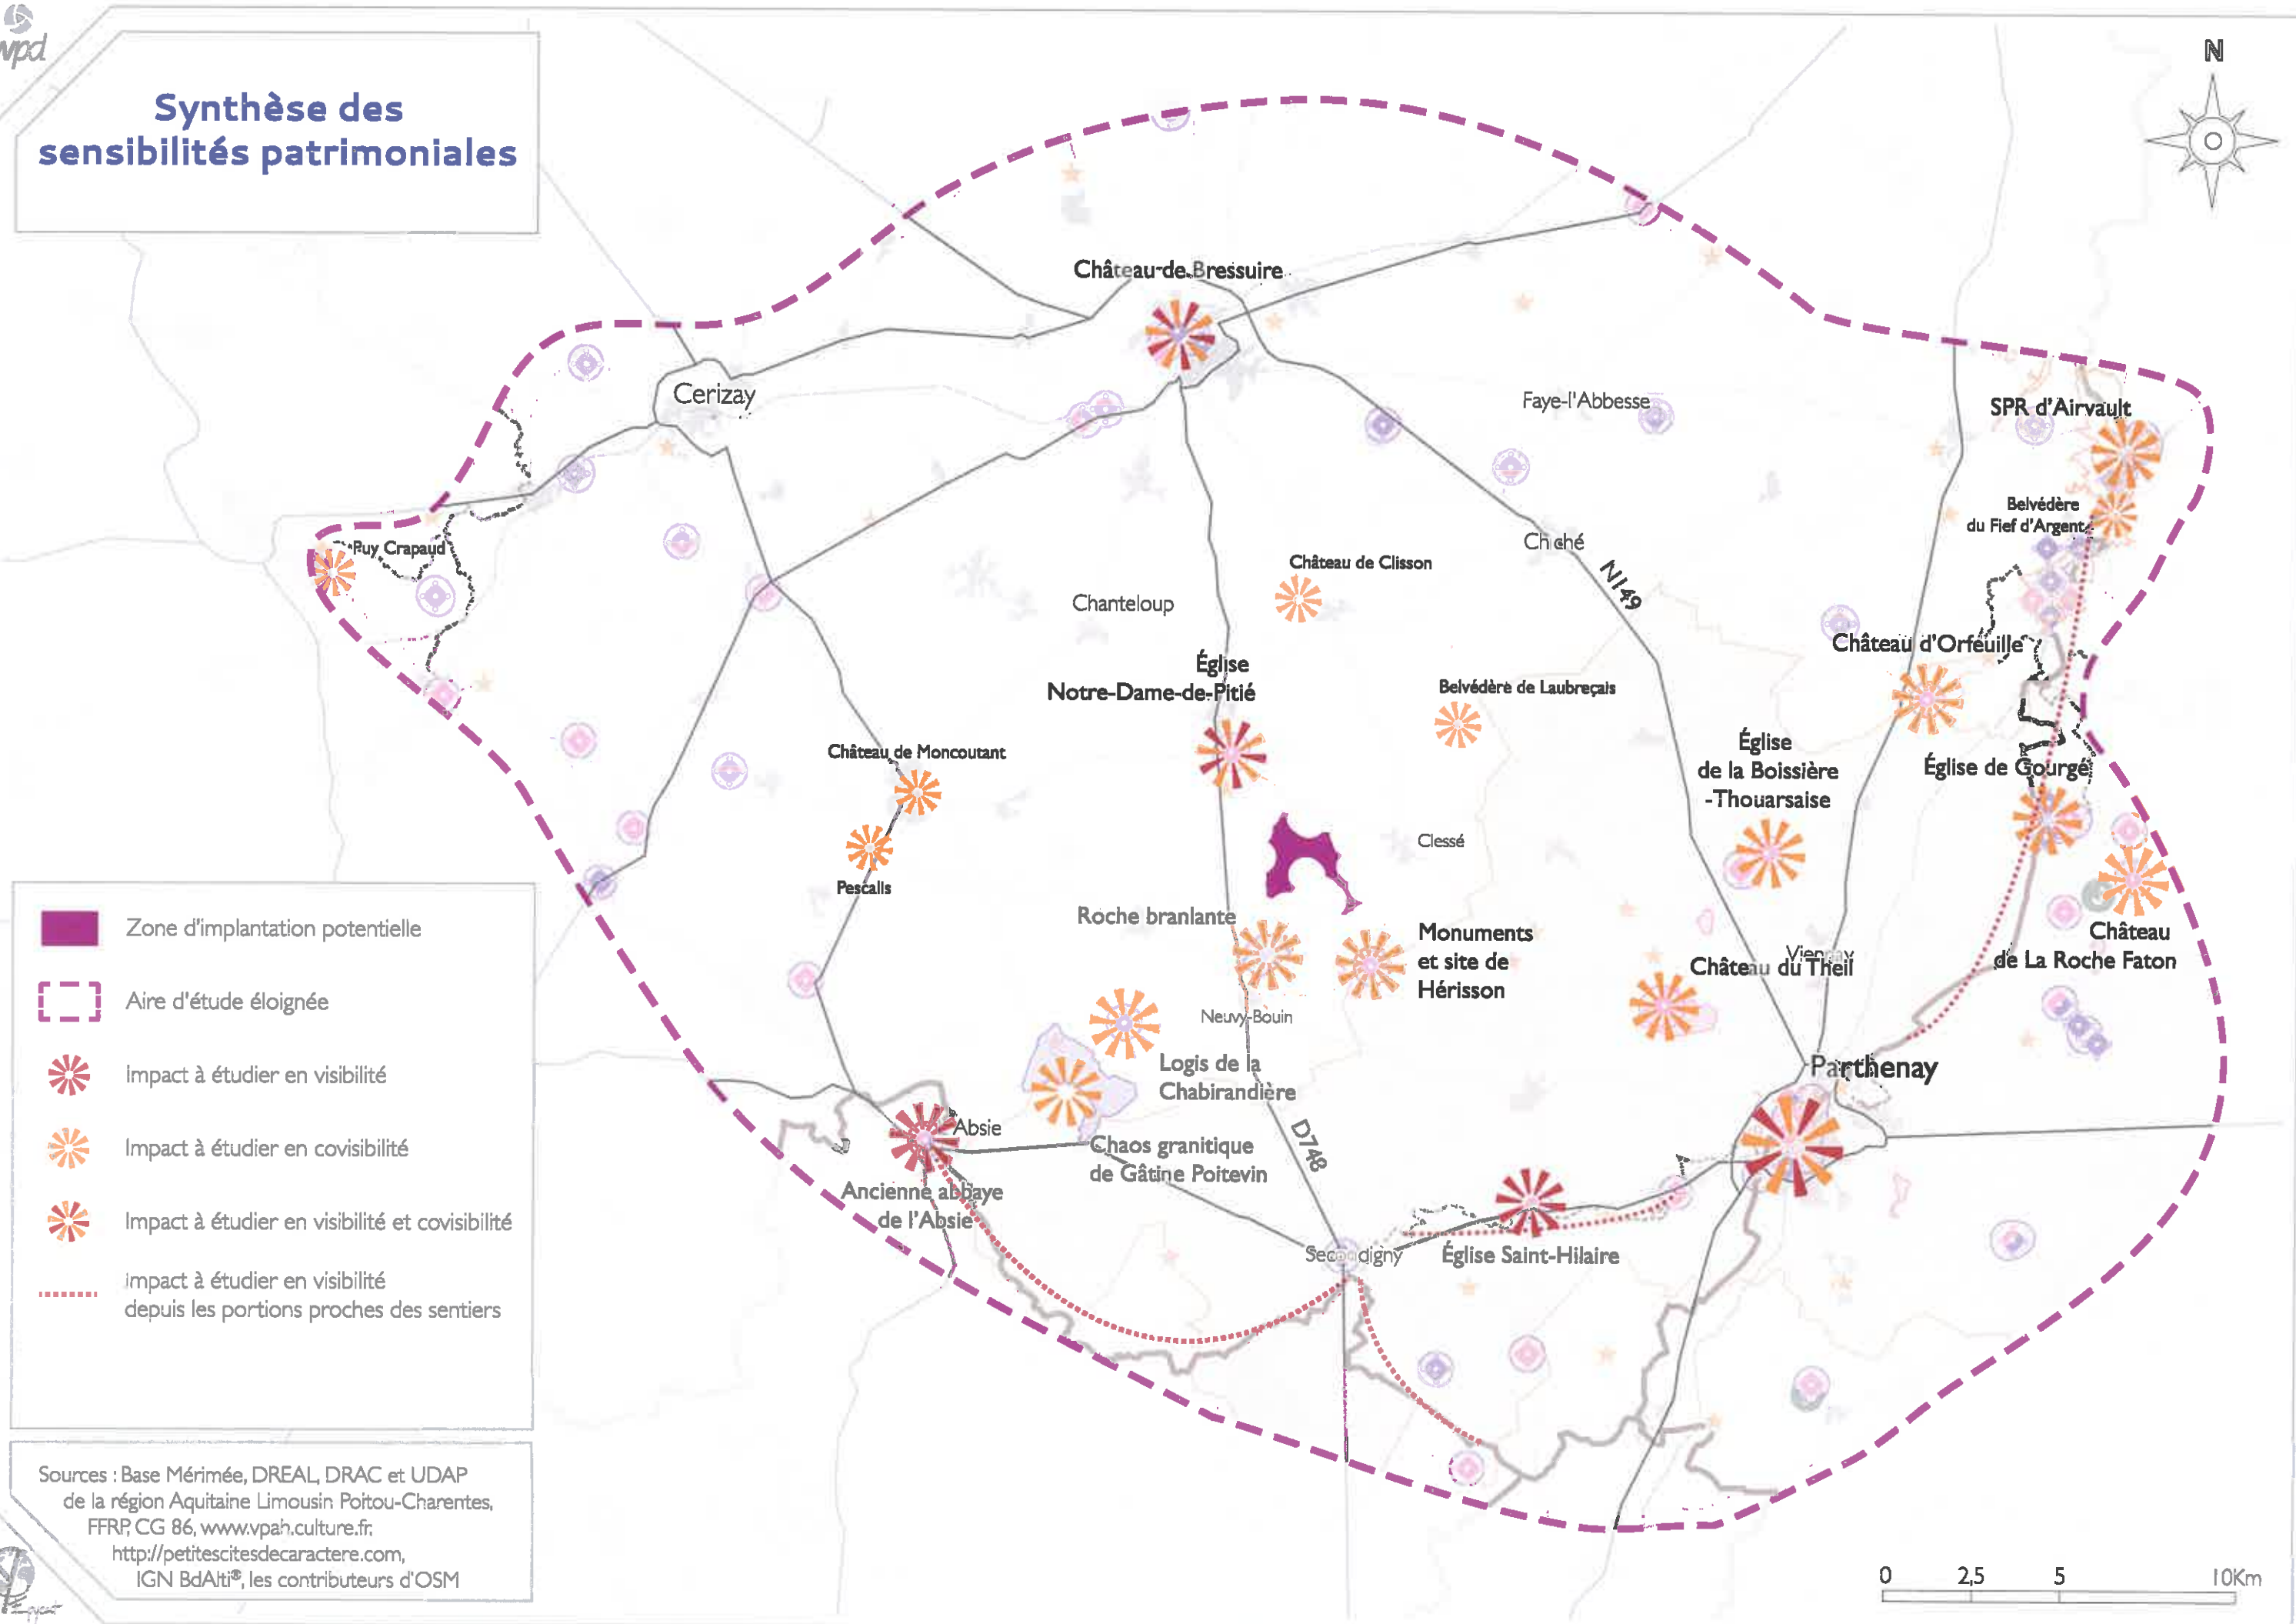 vpd
Synthèse des
sensibilités patrimoniales
N
Château de Bressuire
Cerizay
Faye-l'Abbesse
SPR d'Airvault
Belvédère
du Fief d'Argent
Puy Crapaud
Château de Clisson
Chiché
N149
Chanteloup
Château d'Orfeuille
Église
Notre-Dame-de-Pitié
Belvédère de Laubreçais
Château de Moncoutant
Église
de la Boissière
-Thouarsaise
Église de Gourgé
Clessé
Pescalis
Roche branlante
Monuments
et site de
Hérisson
Château
de La Roche Faton
Viennay
Château du Theil
Neuvy-Bouin
Logis de la
Chabirandière
Parthenay
Absie
D748
Chaos granitique
de Gâtine Poitevin
Ancienne abbaye
de l'Absie
Secondigny
Église Saint-Hilaire
Zone d'implantation potentielle
Aire d'étude éloignée
Impact à étudier en visibilité
Impact à étudier en covisibilité
Impact à étudier en visibilité et covisibilité
Impact à étudier en visibilité
depuis les portions proches des sentiers
Sources : Base Mérimée, DREAL, DRAC et UDAP
de la région Aquitaine Limousin Poitou-Charentes,
FFRP, CG 86, www.vpah.culture.fr,
http://petitescitesdecaractere.com,
IGN BdAlti®, les contributeurs d'OSM
0 2,5 5 10Km